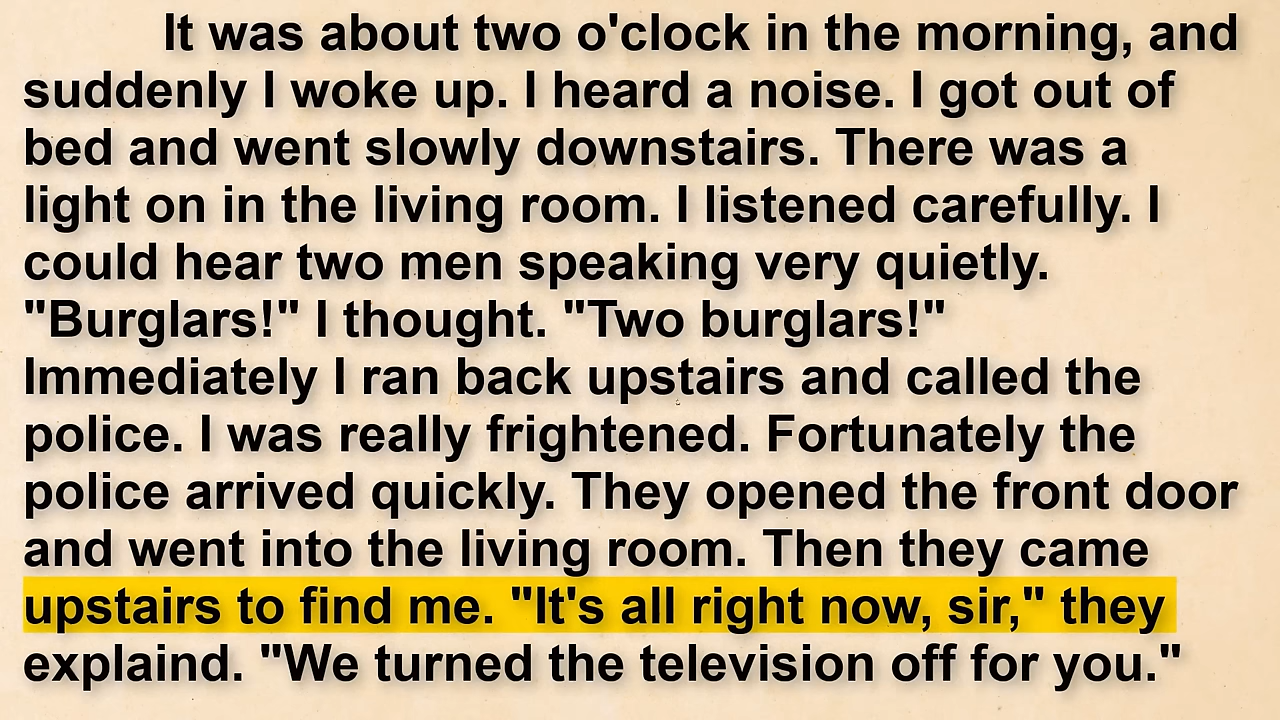 It was about two o'clock in the morning, and
suddenly I woke up. I heard a noise. I got out of
bed and went slowly downstairs. There was a
light on in the living room. I listened carefully. I
could hear two men speaking very quietly.
"Burglars!" I thought. "Two burglars!"
Immediately I ran back upstairs and called the
police. I was really frightened. Fortunately the
police arrived quickly. They opened the front door
and went into the living room. Then they came
upstairs to find me. "It's all right now, sir," they
explaind. "We turned the television off for you."